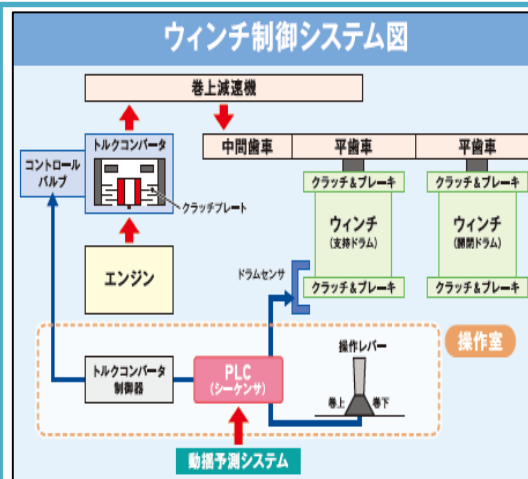 ウィンチ制御システム図
巻上減速機
トルクコンバータ
中間歯車
平歯車
平歯車
コントロール
バルブ
クラッチプレート
クラッチ&ブレーキ
クラッチ&ブレーキ
ウィンチ
(支持ドラム)
ウィンチ
(開閉ドラム)
エンジン
ドラムセンサ
クラッチ&ブレーキ
クラッチ&ブレーキ
操作室
操作レバー
トルクコンバータ
制御器
PLC
(シーケンサ)
巻上
巻下
動揺予測システム